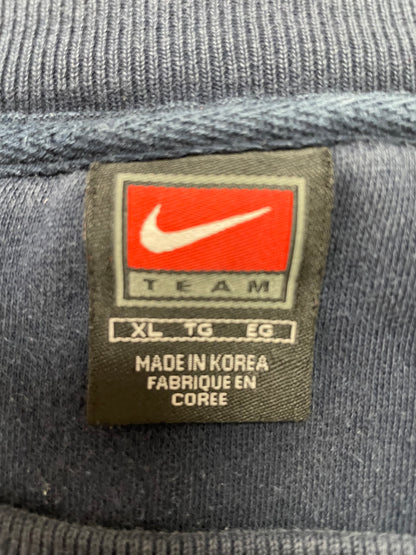 TEAM
XL TG EG
MADE IN KOREA
FABRIQUE EN
COREE